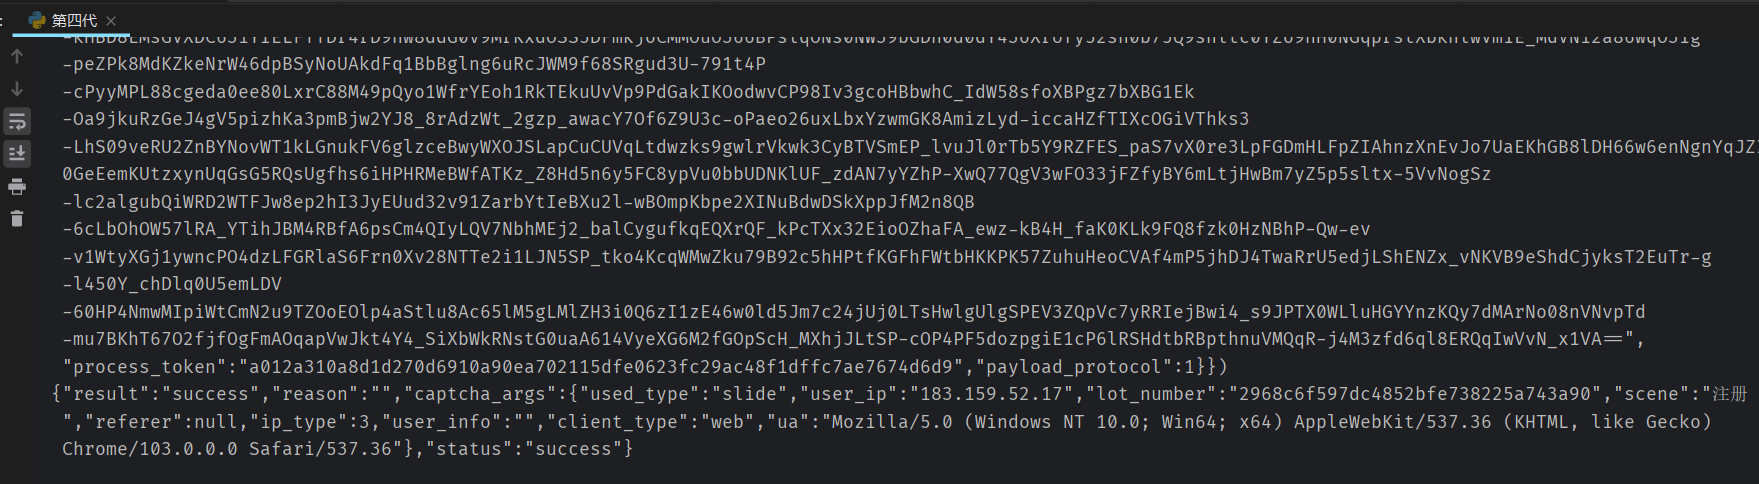 第四代
-peZPk8MdKZkeNrW46dpBSyNoUAkdFq1BbBglng6uRcJWM9f68SRgud3U-791t4P
-cPyyMPL88cgeda0ee80LxrC88M49pQyo1WfrYEoh1RkTEkuUvVp9PdGakIKOodwvCP98Iv3gcoHBbwhC_IdW58sfoXBPgz7bXBG1Ek
-Oa9jkuRzGeJ4gV5pizhKa3pmBjw2YJ8_8rAdzWt_2gzp_awacY7Of6Z9U3c-oPaeo26uxLbxYzwmGK8AmizLyd-iccaHZfTIXcOGiVThks3
-LhS09veRU2ZnBYNovWT1kLGnukFV6glzceBwyWXOJSLapCuCUVqLtdwzks9gwlrVkwk3CyBTVSmEP_lvuJl0rTb5Y9RZFES_paS7vX0re3LpFGDmHLFpZIAhnzXnEvJo7UaEKhGB8lDH66w6enNgnYqJZ
0GeEemKUtzxynUqGsG5RQsUgfhs6iHPHRMeBWfATKz_Z8Hd5n6y5FC8ypVu0bbUDNKlUF_zdAN7yYZhP-XwQ77QgV3wFO33jFZfyBY6mLtjHwBm7yZ5p5sltx-5VvNogSz
-lc2algubQiWRD2WTFJw8ep2hI3JyEUud32v91ZarbYtIeBXu2l-wBOmpKbpe2XINuBdwDSkXppJfM2n8QB
-6cLbOhOW57lRA_YTihJBM4RBfA6psCm4QIyLQV7NbhMEj2_balCygufkqEQXrQF_kPcTXx32EioOZhaFA_ewz-kB4H_faK0KLk9FQ8fzk0HzNBhP-Qw-ev
-v1WtyXGj1ywncPO4dzLFGRlaS6Frn0Xv28NTTe2i1LJN5SP_tko4KcqWMwZku79B92c5hHPtfKGFhFWtbHKKPK57ZuhuHeoCVAf4mP5jhDJ4TwaRrU5edjLShENZx_vNKVB9eShdCjyksT2EuTr-g
-l450Y_chDlq0U5emLDV
-60HP4NmwMIpiWtCmN2u9TZOoEOlp4aStlu8Ac65lM5gLMlZH3i0Q6zI1zE46w0ld5Jm7c24jUj0LTsHwlgUlgSPEV3ZQpVc7yRRIejBwi4_s9JPTX0WLluHGYYnzKQy7dMArNo08nVNvpTd
-mu7BKhT67O2fjfOgFmAOqapVwJkt4Y4_SiXbWkRNstG0uaA614VyeXG6M2fGOpScH_MXhjJLtSP-cOP4PF5dozpgiE1cP6lRSHdtbRBpthnuVMQqR-j4M3zfd6ql8ERQqIwVvN_x1VA==",
"process_token":"a012a310a8d1d270d6910a90ea702115dfe0623fc29ac48f1dffc7ae7674d6d9","payload_protocol":1}})
{"result":"success","reason":"","captcha_args":{"used_type":"slide","user_ip":"183.159.52.17","lot_number":"2968c6f597dc4852bfe738225a743a90","scene":"注册
","referer":null,"ip_type":3,"user_info":"","client_type":"web","ua":"Mozilla/5.0 (Windows NT 10.0; Win64; x64) AppleWebKit/537.36 (KHTML, like Gecko)
Chrome/103.0.0.0 Safari/537.36"},"status":"success"}